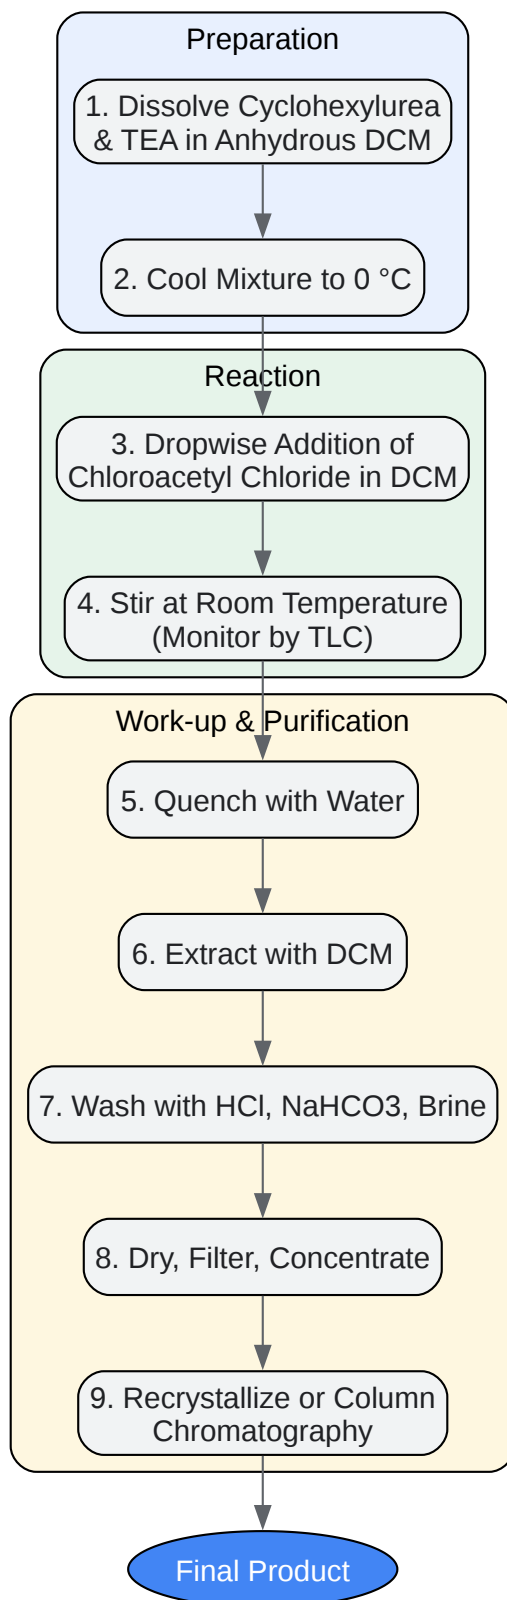 Preparation
1. Dissolve Cyclohexylurea
& TEA in Anhydrous DCM
2. Cool Mixture to 0 °C
Reaction
3. Dropwise Addition of
Chloroacetyl Chloride in DCM
4. Stir at Room Temperature
(Monitor by TLC)
Work-up & Purification
5. Quench with Water
6. Extract with DCM
7. Wash with HCl, NaHCO3, Brine
8. Dry, Filter, Concentrate
9. Recrystallize or Column
Chromatography
Final Product